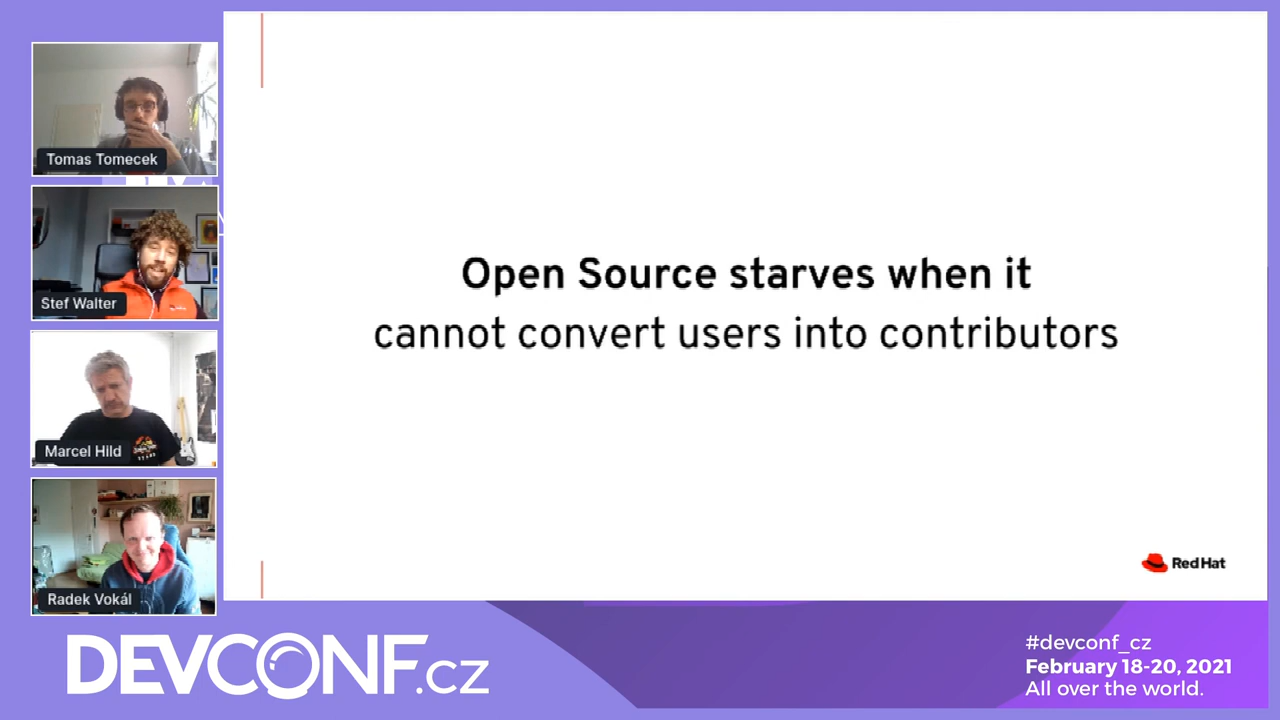 Tomas Tomecek
Stef Walter
Marcel Hild
Radek Vokál
Open Source starves when it
cannot convert users into contributors
Red Hat
DEVCONF.cz
#devconf_cz
February 18-20, 2021
All over the world.